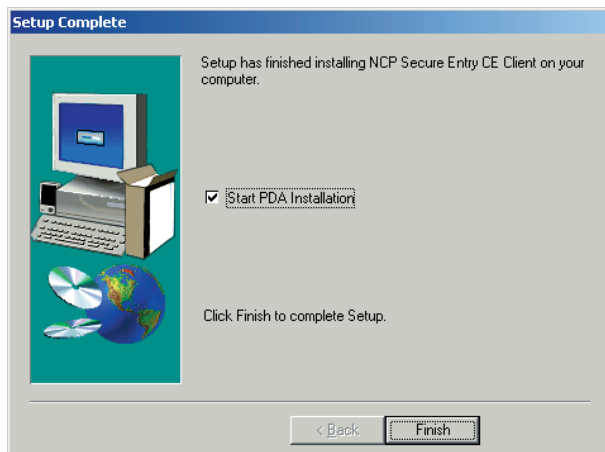 Setup Complete
Setup has finished installing NCP Secure Entry CE Client on your
computer.
Start PDA Installation
Click Finish to complete Setup.
< Back
Finish